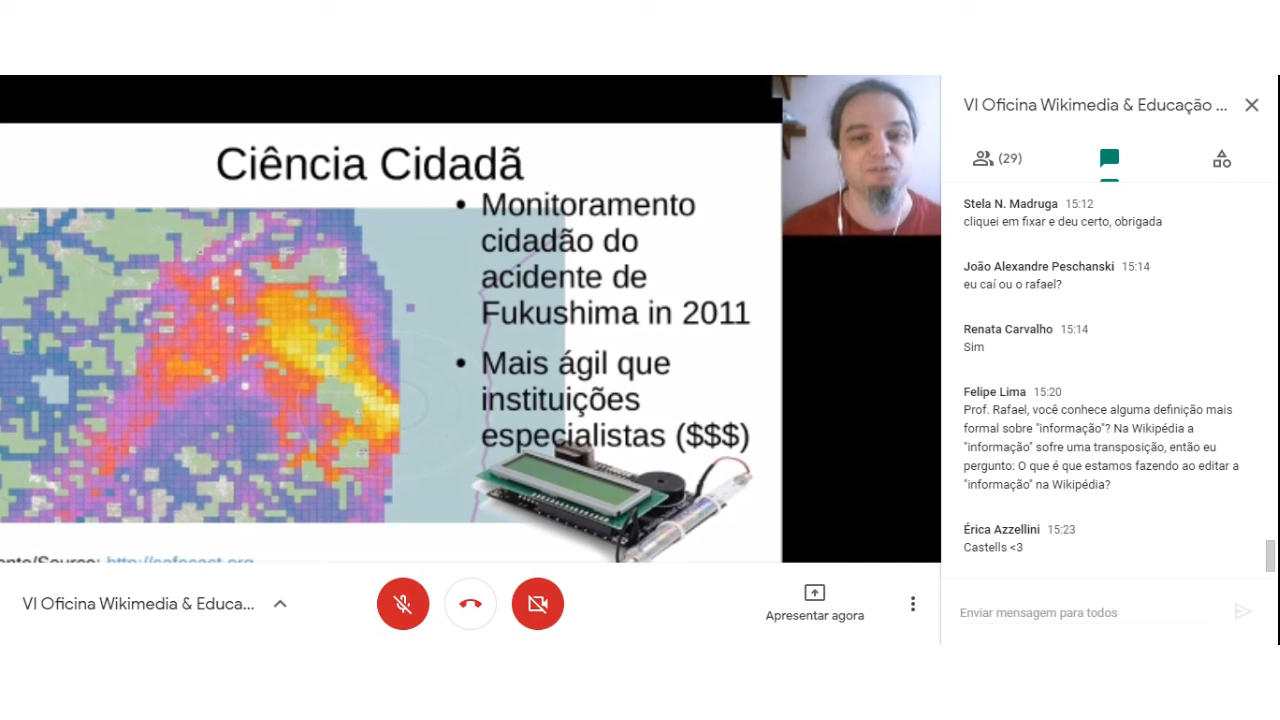 Ciência Cidadã
• Monitoramento
cidadão do
acidente de
Fukushima in 2011
• Mais ágil que
instituições
especialistas ($$$)
http://safecast.org
VI Oficina Wikimedia & Educa...
Apresentar agora
VI Oficina Wikimedia & Educação ...
(29)
Stela N. Madruga 15:12
cliquei em fixar e deu certo, obrigada
João Alexandre Peschanski 15:14
eu caí ou o rafael?
Renata Carvalho 15:14
Sim
Felipe Lima 15:20
Prof. Rafael, você conhece alguma definição mais
formal sobre "informação"? Na Wikipédia a
"informação" sofre uma transposição, então eu
pergunto: O que é que estamos fazendo ao editar a
"informação" na Wikipédia?
Érica Azzellini 15:23
Castells <3
Enviar mensagem para todos